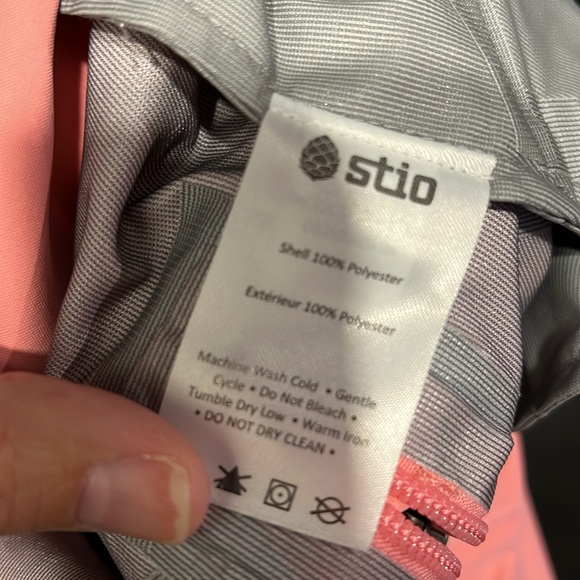 stio
Shell 100% Polyester
Extérieur 100% Polyester
Machine Wash Cold • Gentle
Cycle • Do Not Bleach •
Tumble Dry Low • Warm Iron
• DO NOT DRY CLEAN •